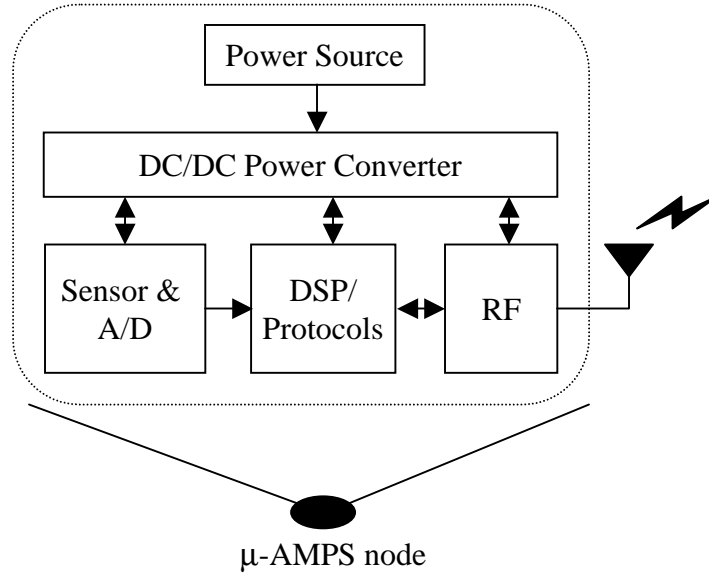 Power Source
DC/DC Power Converter
Sensor &
A/D
DSP/
Protocols
RF
μ-AMPS node